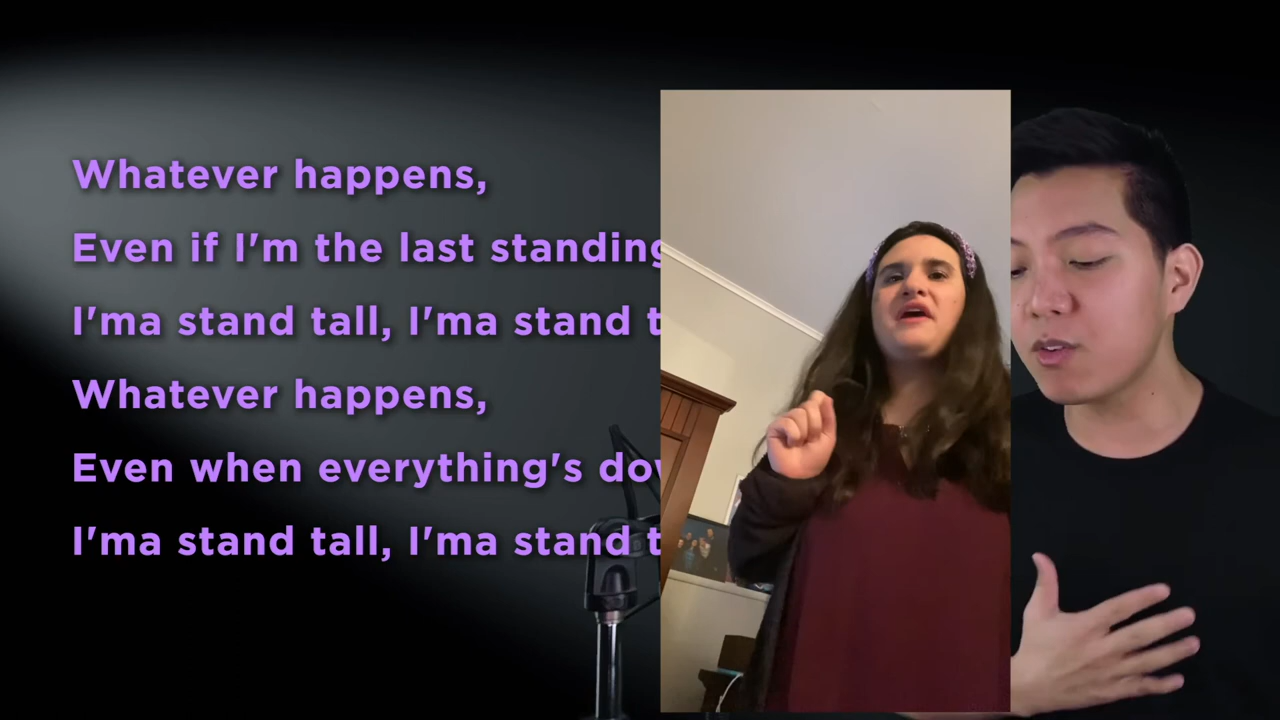 Whatever happens,
Even if I'm the last standing
I'ma stand tall, I'ma stand
Whatever happens,
Even when everything's
I'ma stand tall, I'ma stand